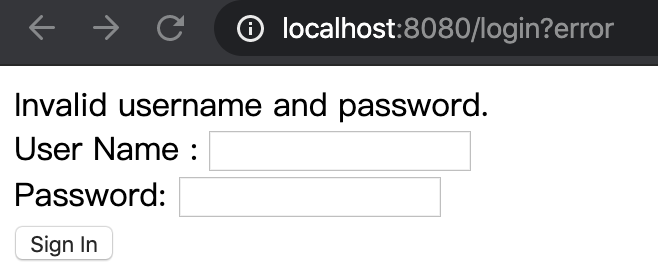 localhost:8080/login?error
Invalid username and password.
User Name :
Password:
Sign In